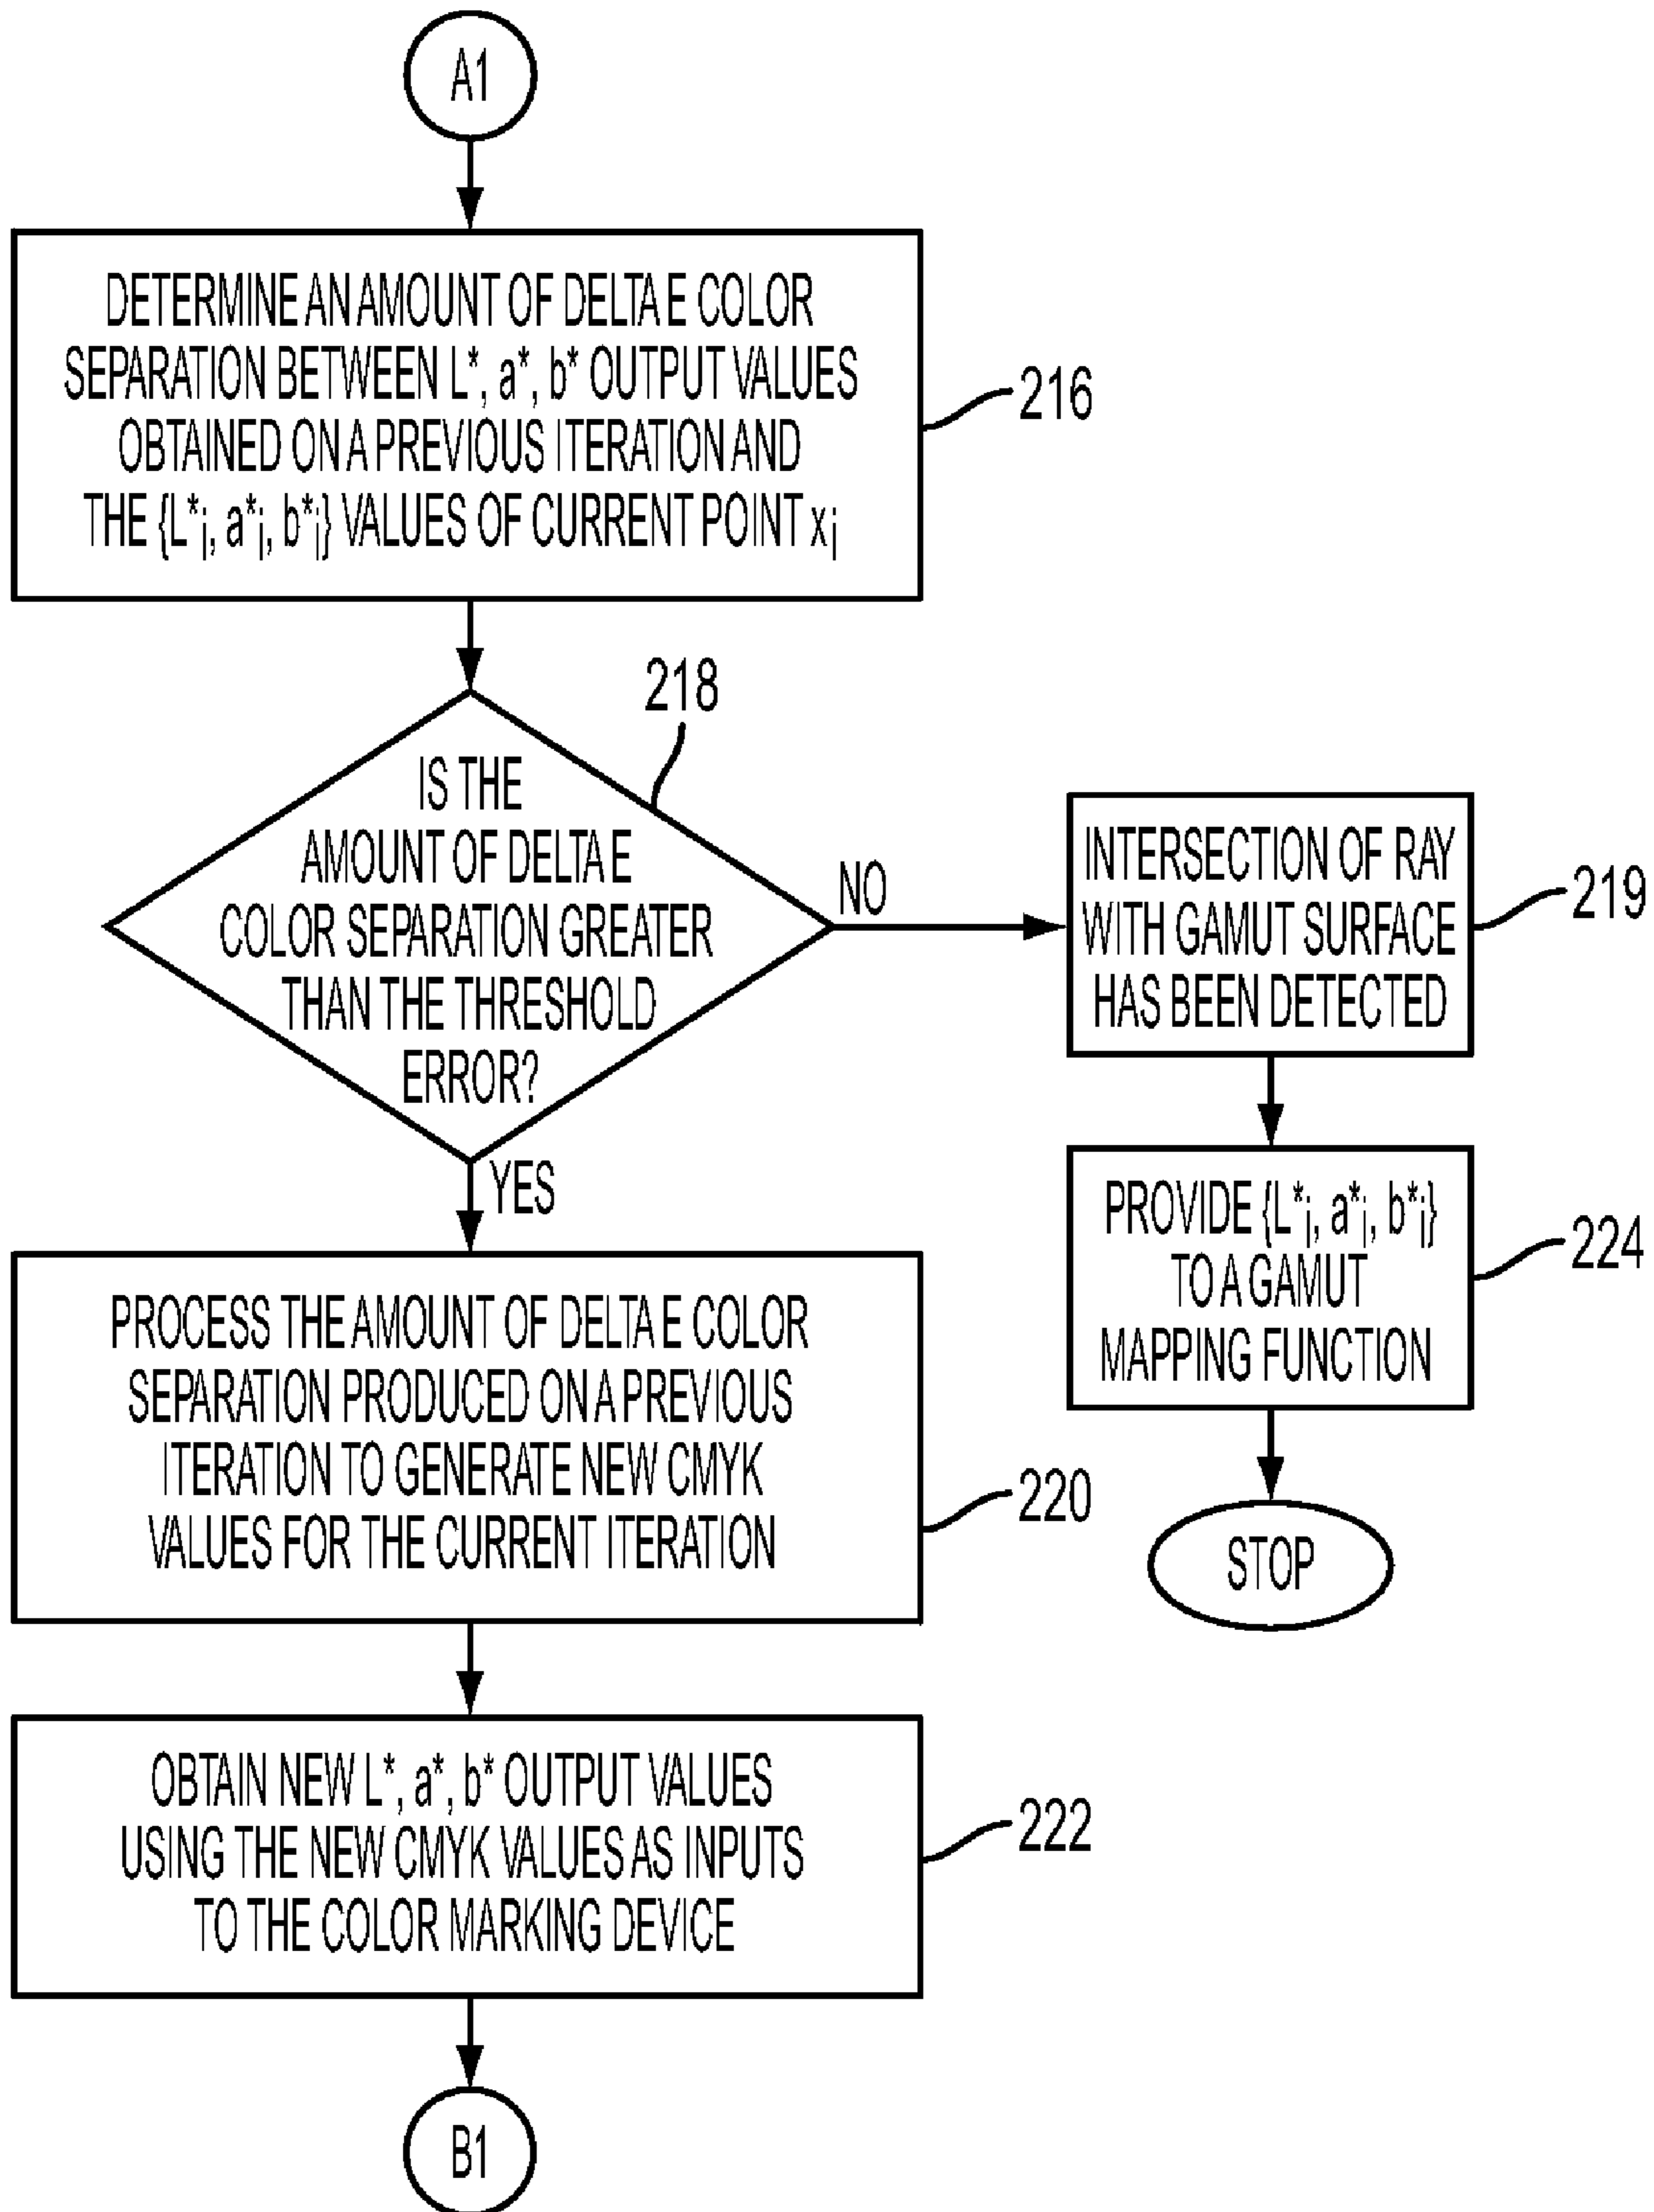 A1
DETERMINE AN AMOUNT OF DELTA E COLOR
SEPARATION BETWEEN L*, a*, b* OUTPUT VALUES
OBTAINED ON A PREVIOUS ITERATION AND
THE {L*i, a*i, b*i} VALUES OF CURRENT POINT xi
216
218
IS THE
AMOUNT OF DELTA E
COLOR SEPARATION GREATER
THAN THE THRESHOLD
ERROR?
NO
INTERSECTION OF RAY
WITH GAMUT SURFACE
HAS BEEN DETECTED
219
YES
PROVIDE {L*i, a*i, b*i}
TO A GAMUT
MAPPING FUNCTION
224
PROCESS THE AMOUNT OF DELTA E COLOR
SEPARATION PRODUCED ON A PREVIOUS
ITERATION TO GENERATE NEW CMYK
VALUES FOR THE CURRENT ITERATION
220
STOP
OBTAIN NEW L*, a*, b* OUTPUT VALUES
USING THE NEW CMYK VALUES AS INPUTS
TO THE COLOR MARKING DEVICE
222
B1